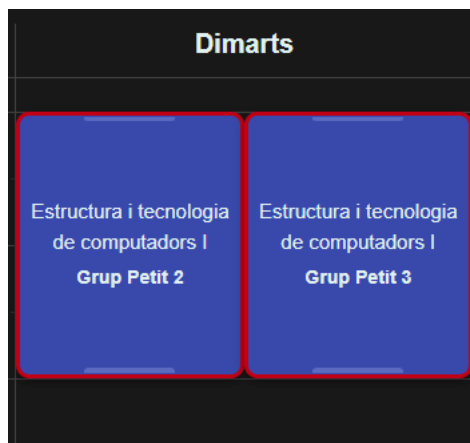 Dimarts
Estructura i tecnologia
de computadors I
Grup Petit 2
Estructura i tecnologia
de computadors I
Grup Petit 3